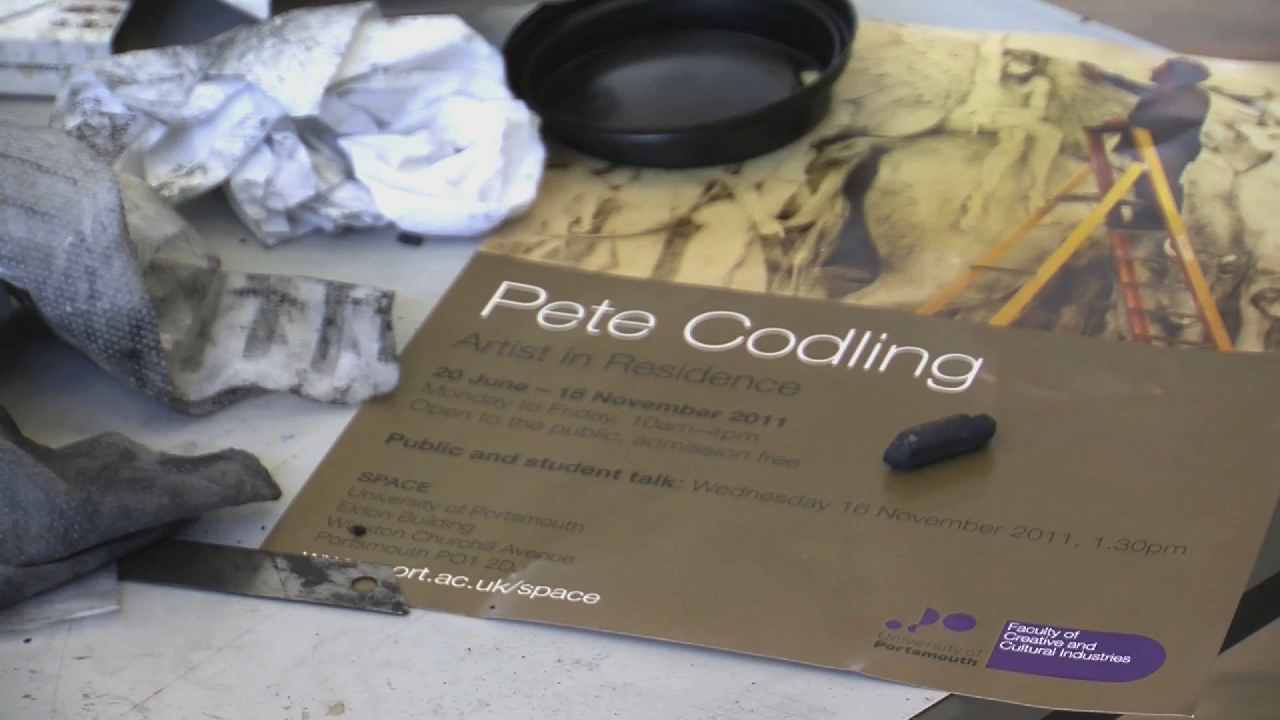 Pete Codling
Artist in Residence
20 June – 18 November 2011
Monday to Friday: 10am–4pm
Open to the public, admission free
Public and student talk: Wednesday 16 November 2011, 1.30pm
SPACE
University of Portsmouth
Eldon Building
Winston Churchill Avenue
Portsmouth PO1 2D
ort.ac.uk/space
University of
Portsmouth
Faculty of
Creative and
Cultural Industries